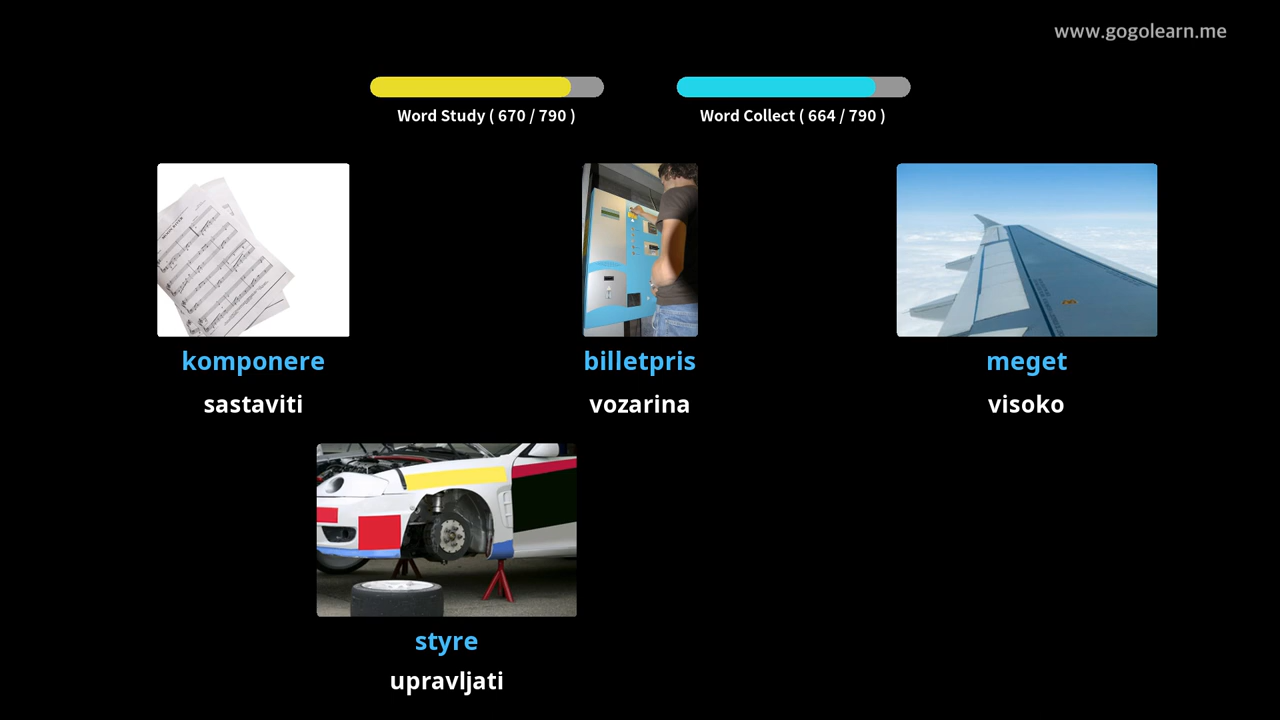 www.gogolearn.me
Word Study ( 670 / 790 )
Word Collect ( 664 / 790 )
komponere
sastaviti
billetpris
vozarina
meget
visoko
styre
upravljati